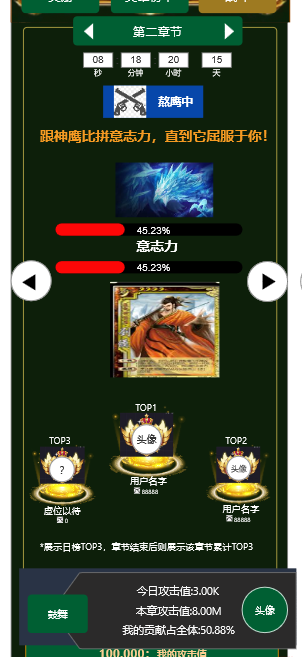 第二章节
08 18 20 15
秒 分钟 小时 天
熬鹰中
跟神鹰比拼意志力，直到它屈服于你！
45.23%
意志力
45.23%
TOP1
头像
用户名字
88888
TOP3
?
虚位以待
0
TOP2
头像
用户名字
88888
*展示日榜TOP3，章节结束后则展示该章节累计TOP3
鼓舞
今日攻击值:3.00K
本章攻击值:8.00M
我的贡献占全体:50.88%
头像
100,000；我的攻击值